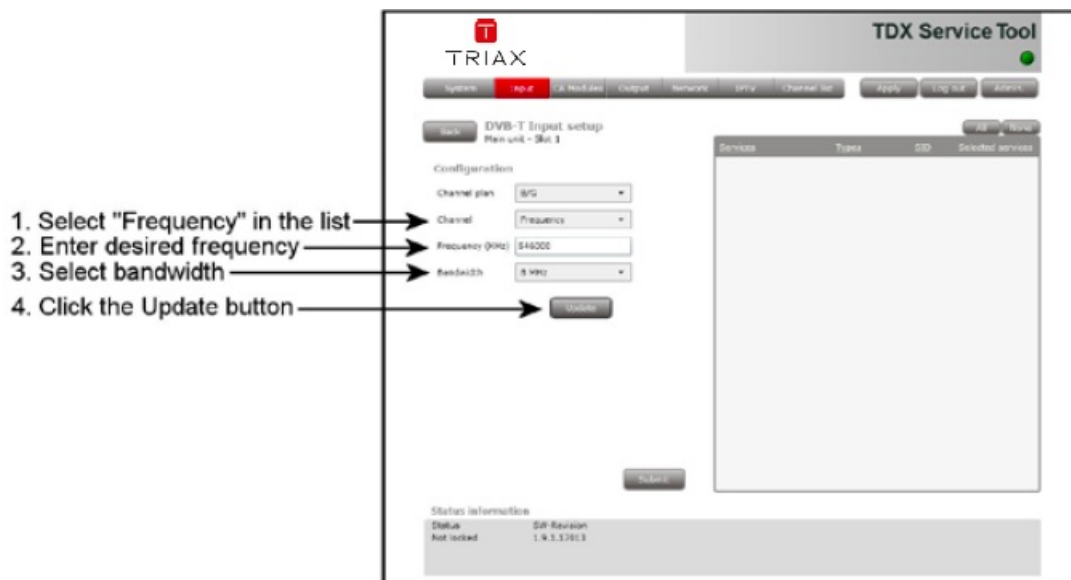 TRIAX
TDX Service Tool
System Input CA Modules Output Network IPTV Channel list Apply Log out Admin
Back
DVB-T Input setup
Main unit - Slot 1
All None
Services Types SID Selected services
Configuration
Channel plan B/G
1. Select "Frequency" in the list
Channel Frequency
2. Enter desired frequency
Frequency (KHz) 546000
3. Select bandwidth
Bandwidth 8 MHz
4. Click the Update button
Update
Submit
Status information
Status SW-Revision
Not locked